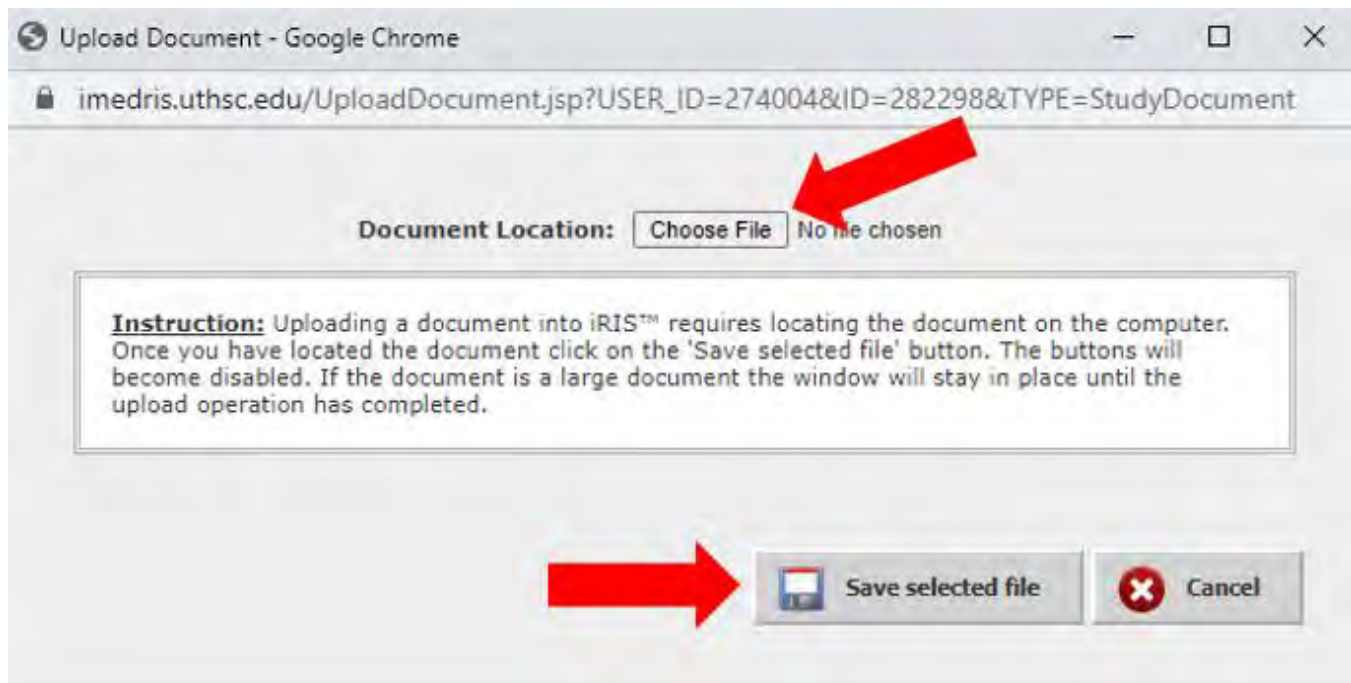 Upload Document - Google Chrome
imedris.uthsc.edu/UploadDocument.jsp?USER_ID=274004&ID=282298&TYPE=StudyDocument
Document Location: Choose File No file chosen
Instruction: Uploading a document into iRIS™ requires locating the document on the computer.
Once you have located the document click on the 'Save selected file' button. The buttons will
become disabled. If the document is a large document the window will stay in place until the
upload operation has completed.
Save selected file Cancel